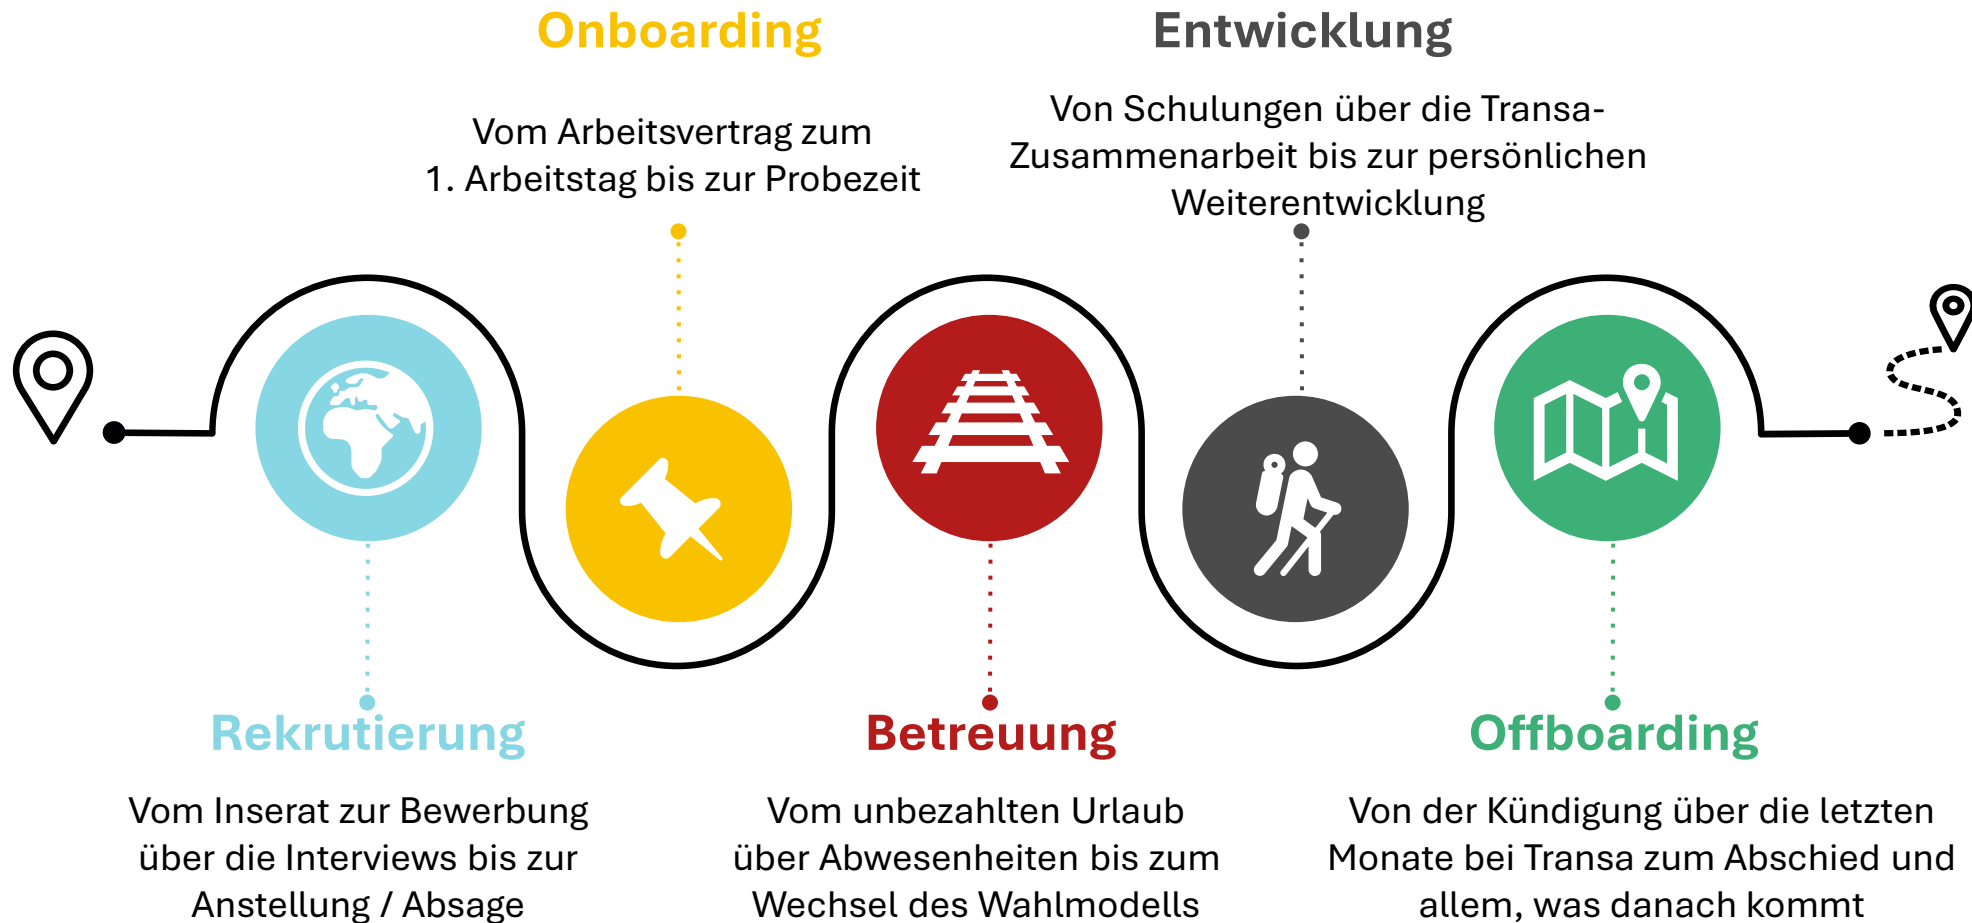 Onboarding
Vom Arbeitsvertrag zum
1. Arbeitstag bis zur Probezeit
Entwicklung
Von Schulungen über die Transa-
Zusammenarbeit bis zur persönlichen
Weiterentwicklung
Rekrutierung
Vom Inserat zur Bewerbung
über die Interviews bis zur
Anstellung / Absage
Betreuung
Vom unbezahlten Urlaub
über Abwesenheiten bis zum
Wechsel des Wahlmodells
Offboarding
Von der Kündigung über die letzten
Monate bei Transa zum Abschied und
allem, was danach kommt